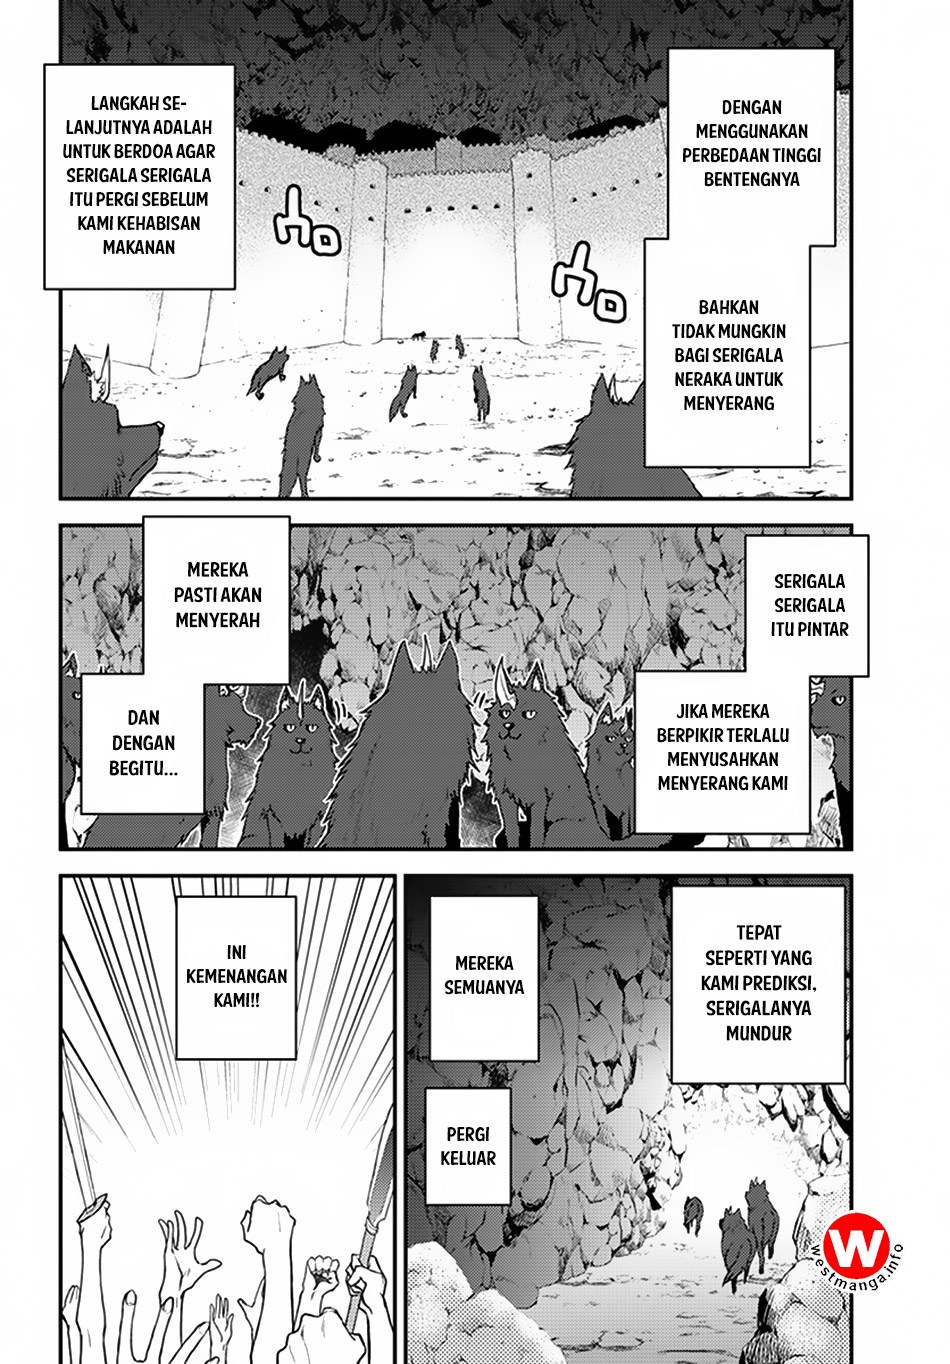 DENGAN
MENGGUNAKAN
PERBEDAAN TINGGI
BENTENGNYA
BAHKAN
TIDAK MUNGKIN
BAGI SERIGALA
NERAKA UNTUK
MENYERANG
HO
HO
LANGKAH SE-
LANJUTNYA ADALAH
UNTUK BERDOA AGAR
SERIGALA SERIGALA
ITU PERGI SEBELUM
KAMI KEHABISAN
MAKANAN
SERIGALA
SERIGALA
ITU PINTAR
JIKA MEREKA
BERPIKIR TERLALU
MENYUSAHKAN
MENYERANG KAMI
MEREKA
PASTI AKAN
MENYERAH
DAN
DENGAN
BEGITU...
TEPAT
SEPERTI YANG
KAMI PREDIKSI,
SERIGALANYA
MUNDUR
MEREKA
SEMUANYA
PERGI
KELUAR
INI
KEMENANGAN
KAMI!!
W
westmanga.info